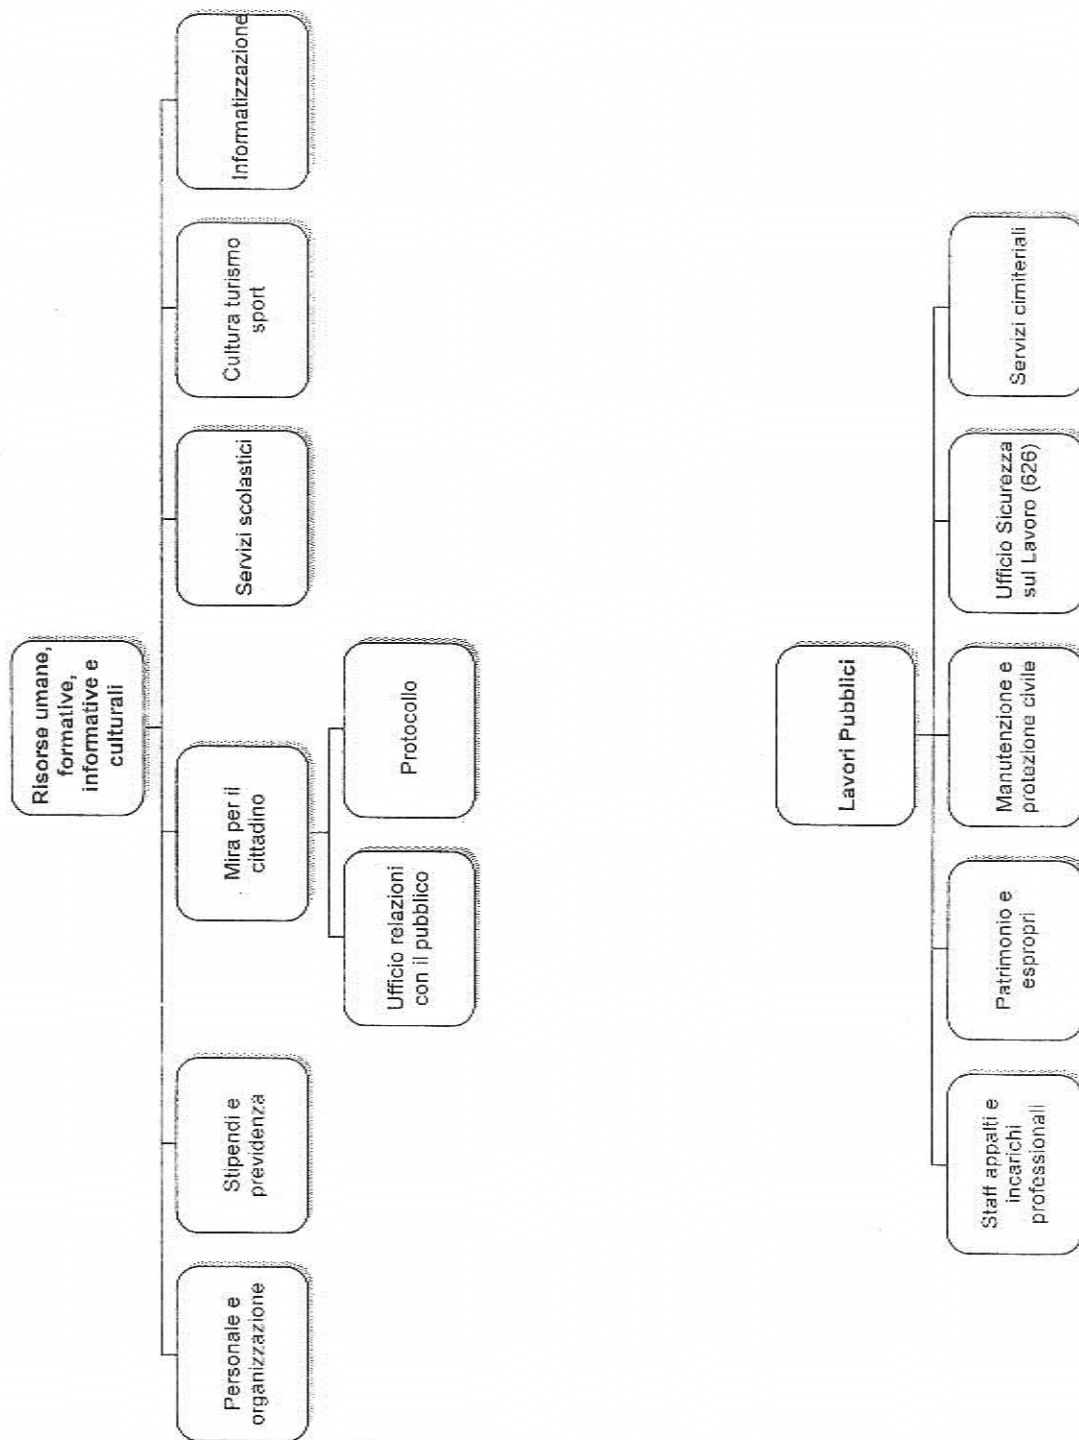 Risorse umane,
formative,
informative e
culturali
Personale e
organizzazione
Stipendi e
previdenza
Mira per il
cittadino
Servizi scolastici
Cultura turismo
sport
Informatizzazione
Ufficio relazioni
con il pubblico
Protocollo
Lavori Pubblici
Staff appalti e
incarichi
professionali
Patrimonio e
espropri
Manutenzione e
protezione civile
Ufficio Sicurezza
sul Lavoro (626)
Servizi cimiteriali